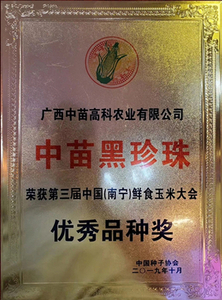 广西中苗高科农业有限公司
中苗黑珍珠
荣获第三届中国(南宁)鲜食玉米大会
优秀品种奖
中国种子协会
二〇一九年十月